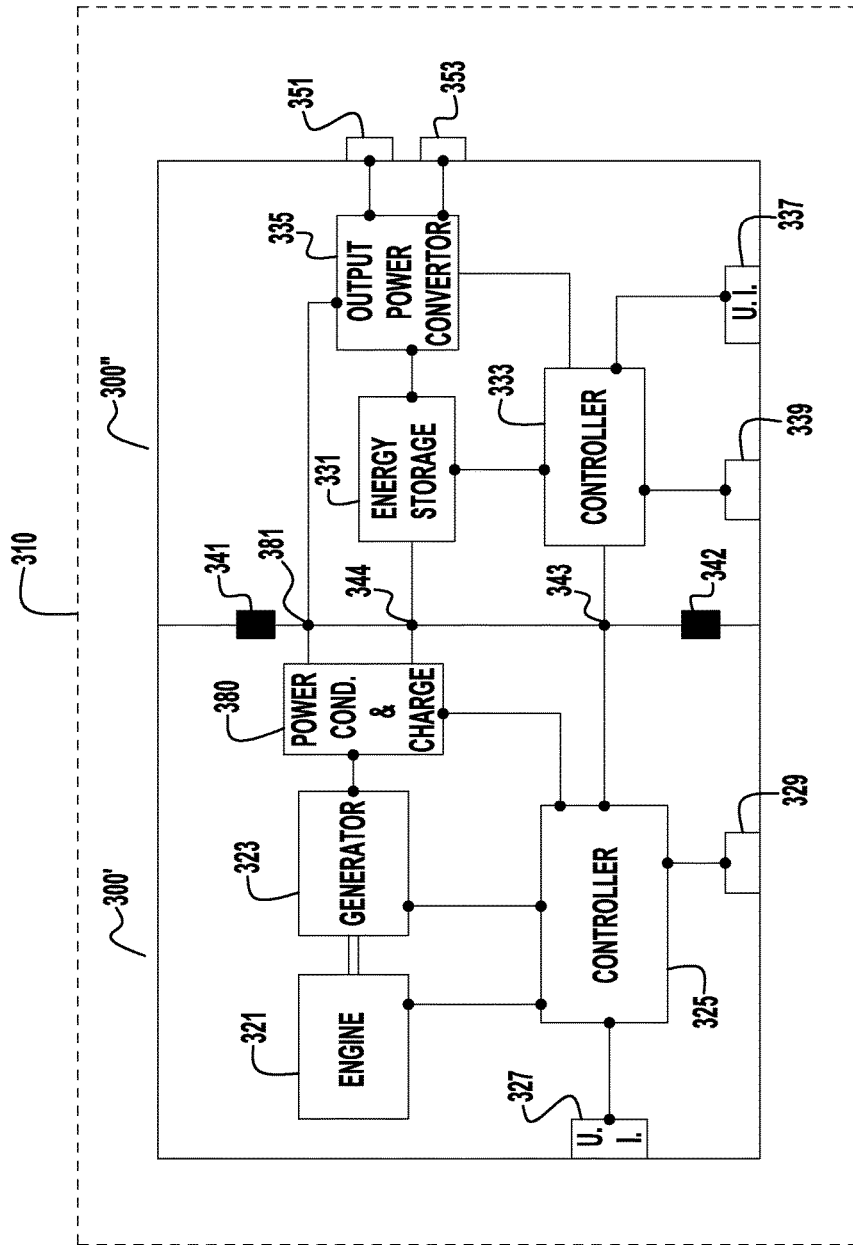 310
300'
300"
341
381
380
POWER
COND.
&
CHARGE
323
GENERATOR
321
ENGINE
351
353
335
OUTPUT
POWER
CONVERTOR
331
ENERGY
STORAGE
344
333
CONTROLLER
343
342
337
U. I.
339
CONTROLLER
325
327
U.
I.
329